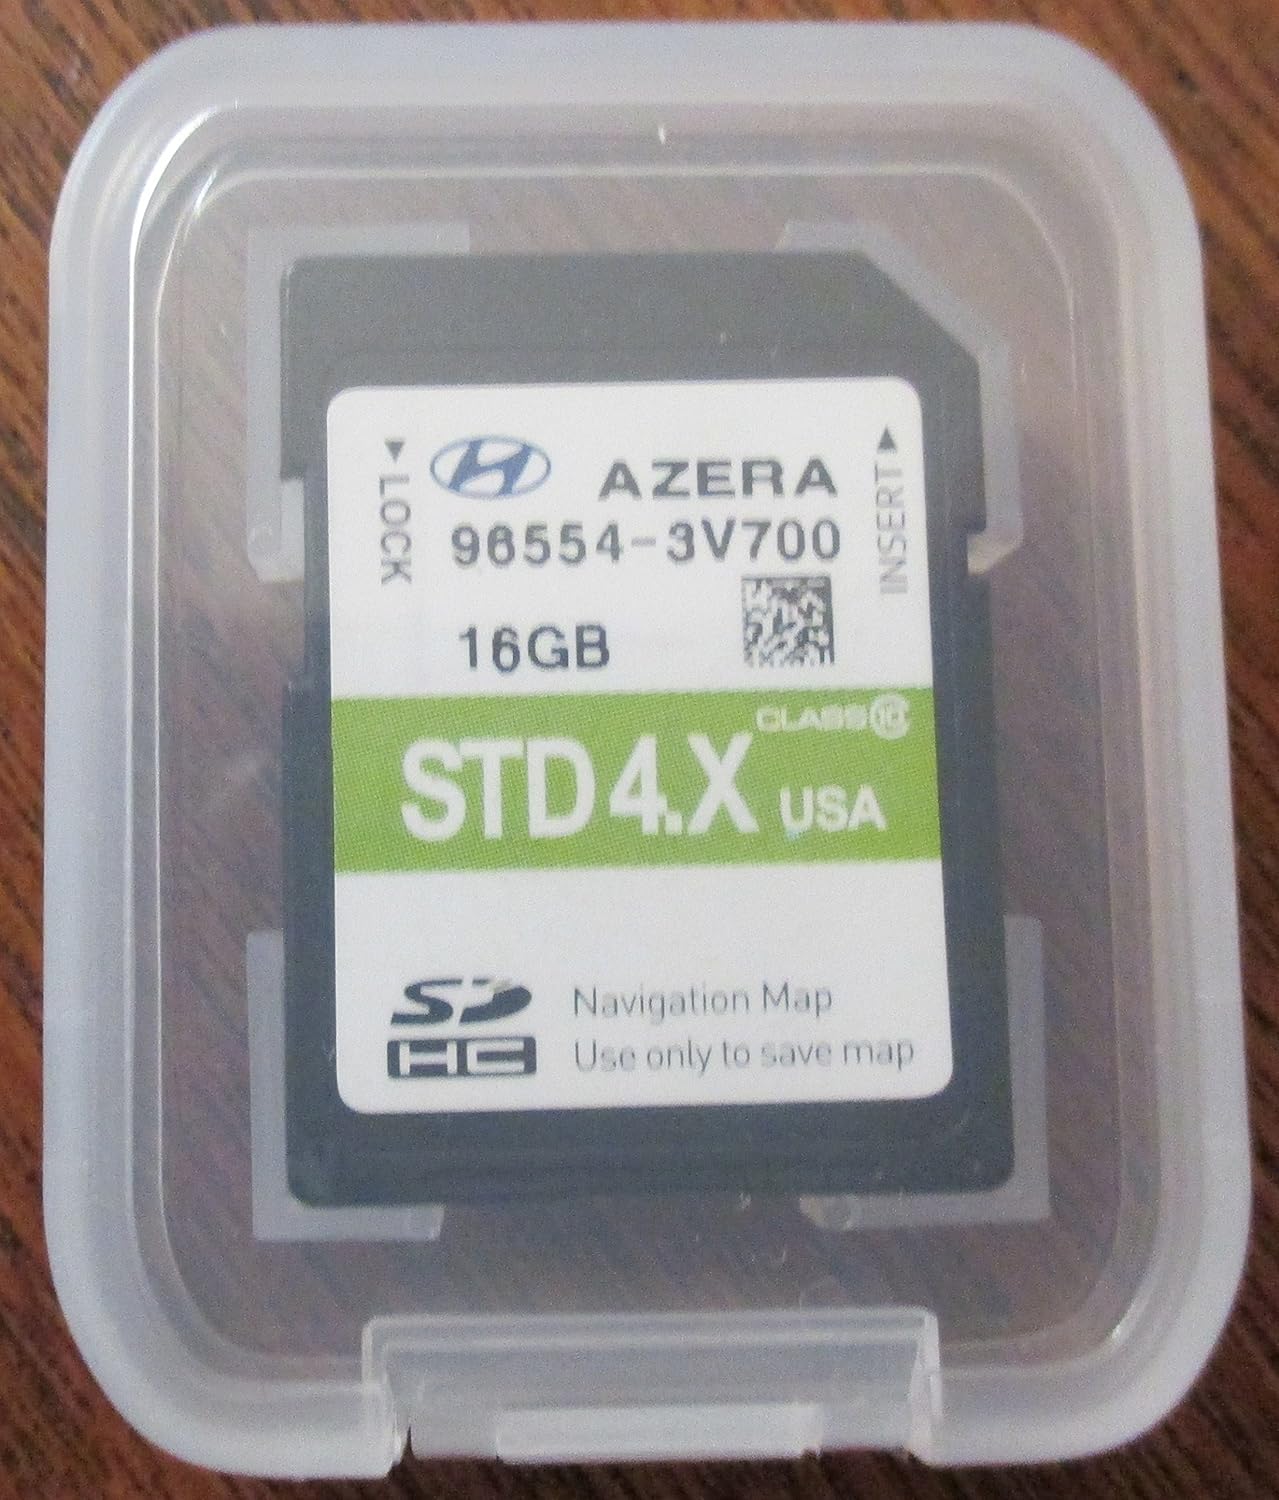 AZERA
96554-3V700
LOCK
INSERT
16GB
CLASS 10
STD 4.X USA
SD HC
Navigation Map
Use only to save map